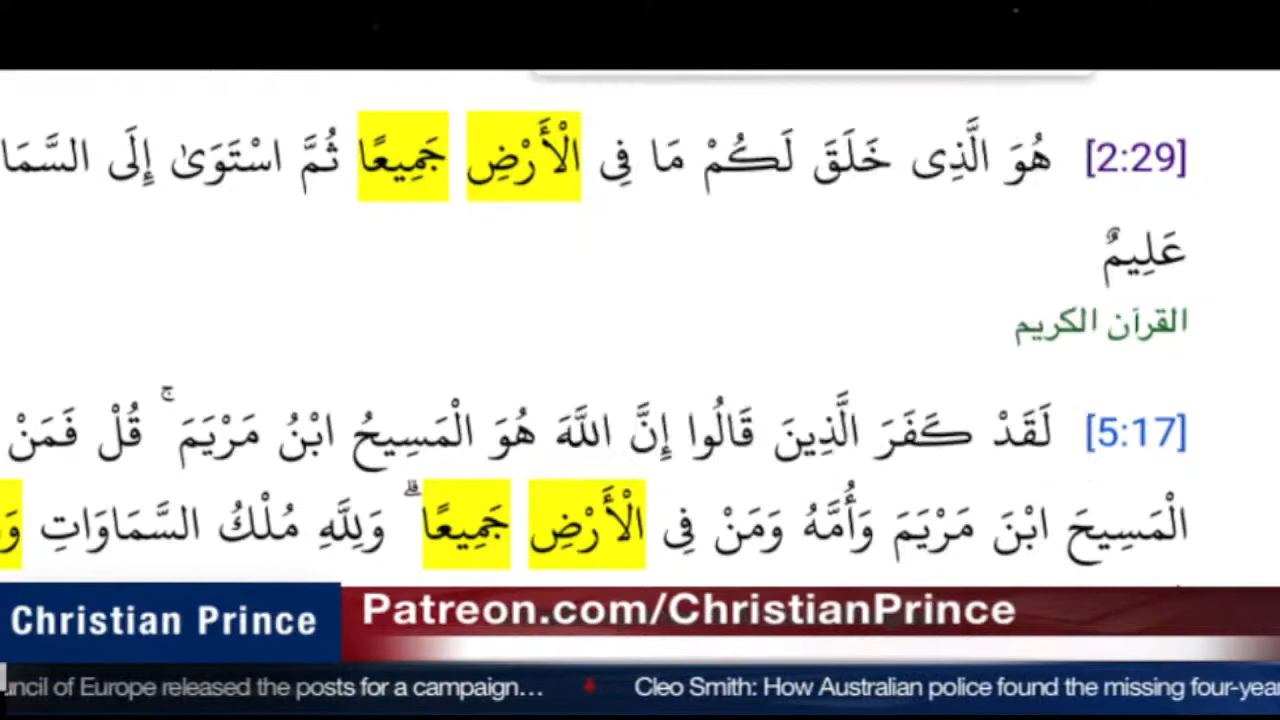 [2:29] هُوَ الَّذِى خَلَقَ لَكُمْ مَا فِى الْأَرْضِ جَمِيعًا ثُمَّ اسْتَوَىٰ إِلَى السَّمَا
عَلِيمٌ
القرآن الكريم
[5:17] لَقَدْ كَفَرَ الَّذِينَ قَالُوا إِنَّ اللَّهَ هُوَ الْمَسِيحُ ابْنُ مَرْيَمَ ۚ قُلْ فَمَنْ
الْمَسِيحَ ابْنَ مَرْيَمَ وَأُمَّهُ وَمَنْ فِى الْأَرْضِ جَمِيعًا ۗ وَلِلَّهِ مُلْكُ السَّمَاوَاتِ
Christian Prince
Patreon.com/ChristianPrince
uncil of Europe released the posts for a campaign... Cleo Smith: How Australian police found the missing four-year